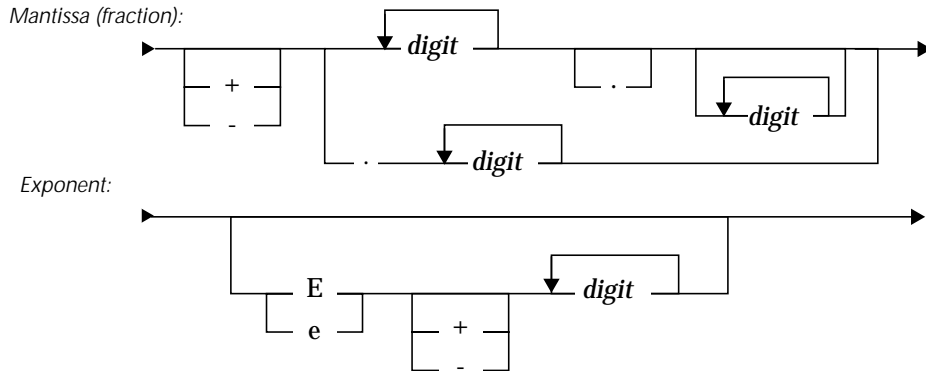 Mantissa (fraction):
digit
+ . digit
-
. digit
Exponent:
E digit
e +
-